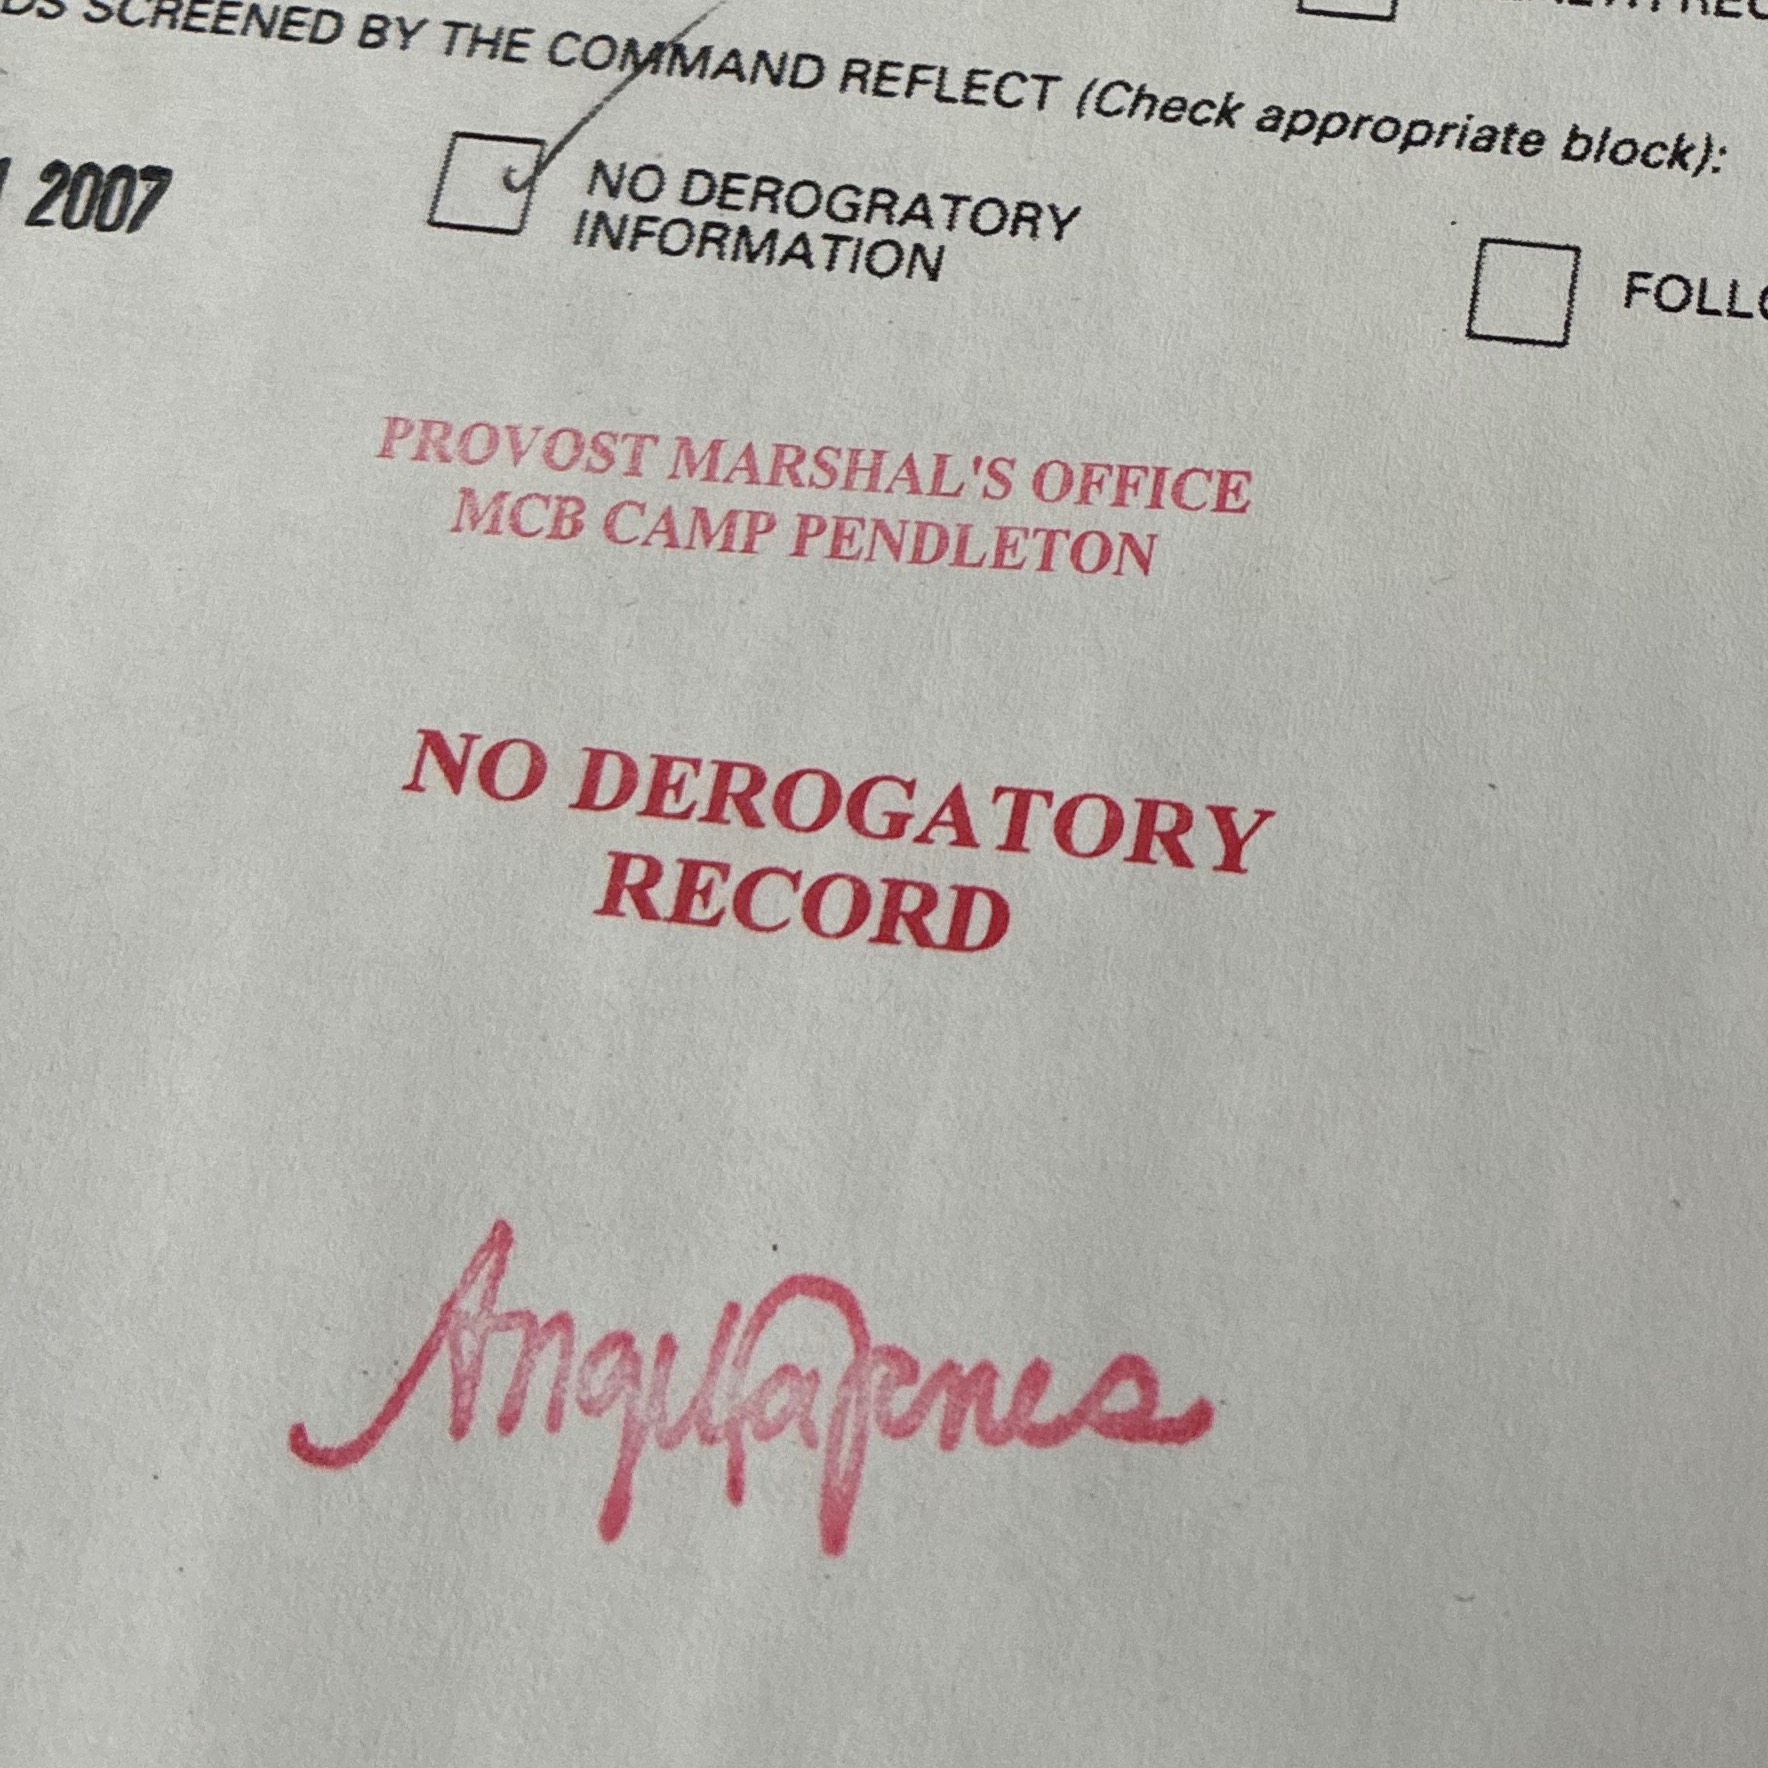 SCREENED BY THE COMMAND REFLECT (Check appropriate block):
2007
NO DEROGRATORY
INFORMATION
PROVOST MARSHAL'S OFFICE
MCB CAMP PENDLETON
NO DEROGATORY
RECORD